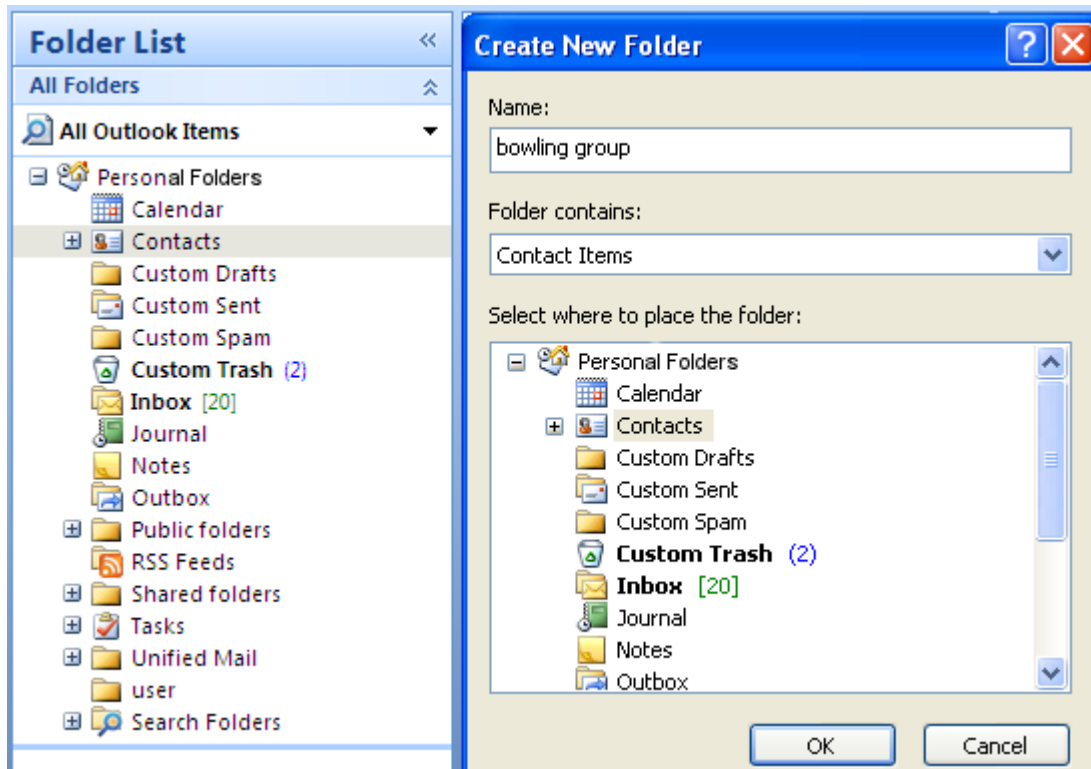 Folder List
All Folders
All Outlook Items
Personal Folders
Calendar
Contacts
Custom Drafts
Custom Sent
Custom Spam
Custom Trash (2)
Inbox [20]
Journal
Notes
Outbox
Public folders
RSS Feeds
Shared folders
Tasks
Unified Mail
user
Search Folders
Create New Folder
Name:
bowling group
Folder contains:
Contact Items
Select where to place the folder:
Personal Folders
Calendar
Contacts
Custom Drafts
Custom Sent
Custom Spam
Custom Trash (2)
Inbox [20]
Journal
Notes
Outbox
OK Cancel